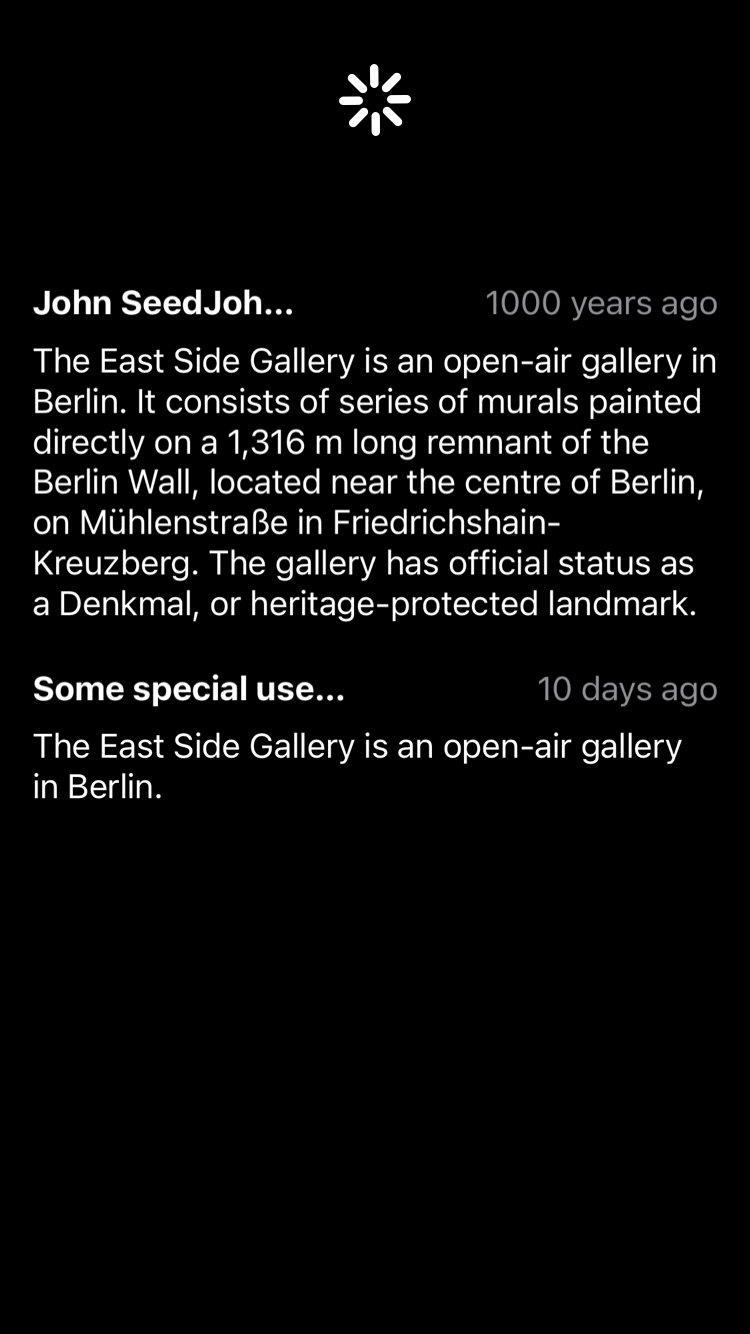 John SeedJoh...
1000 years ago
The East Side Gallery is an open-air gallery in
Berlin. It consists of series of murals painted
directly on a 1,316 m long remnant of the
Berlin Wall, located near the centre of Berlin,
on Mühlenstraße in Friedrichshain-
Kreuzberg. The gallery has official status as
a Denkmal, or heritage-protected landmark.
Some special use...
10 days ago
The East Side Gallery is an open-air gallery
in Berlin.